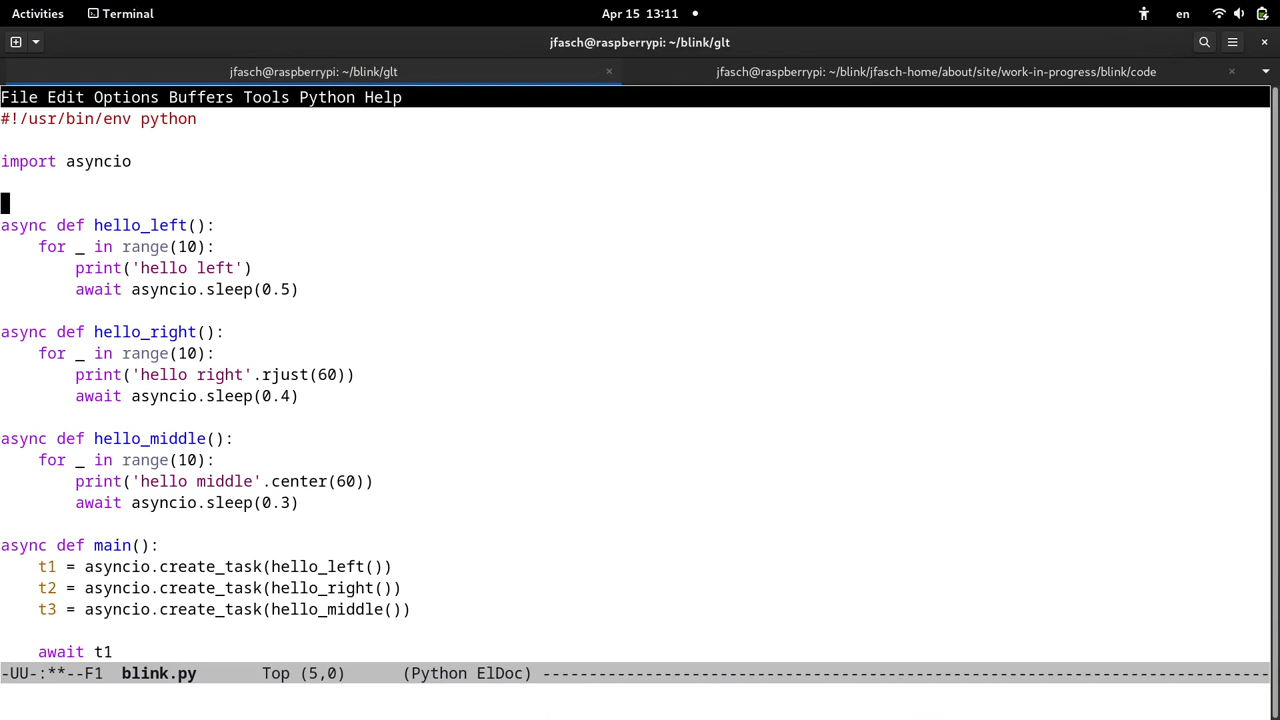 Activities Terminal Apr 15 13:11 en
jfasch@raspberrypi: ~/blink/glt
jfasch@raspberrypi: ~/blink/glt jfasch@raspberrypi: ~/blink/jfasch-home/about/site/work-in-progress/blink/code
File Edit Options Buffers Tools Python Help
#!/usr/bin/env python
import asyncio
async def hello_left():
    for _ in range(10):
        print('hello left')
        await asyncio.sleep(0.5)
async def hello_right():
    for _ in range(10):
        print('hello right'.rjust(60))
        await asyncio.sleep(0.4)
async def hello_middle():
    for _ in range(10):
        print('hello middle'.center(60))
        await asyncio.sleep(0.3)
async def main():
    t1 = asyncio.create_task(hello_left())
    t2 = asyncio.create_task(hello_right())
    t3 = asyncio.create_task(hello_middle())
    await t1
-UU-:**--F1 blink.py Top (5,0) (Python ElDoc) ------------------------------------------------------------------------------